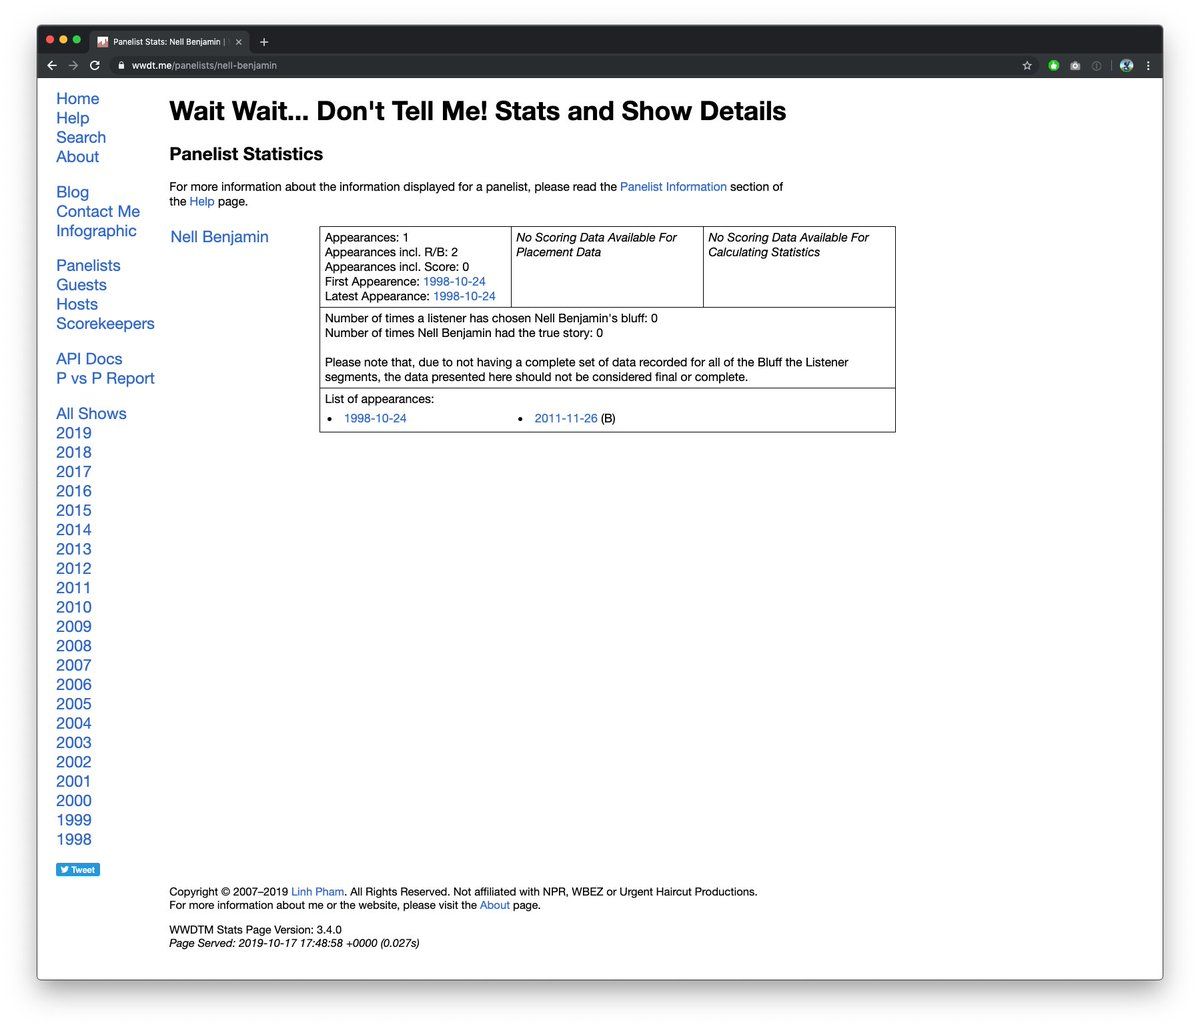 Panelist Stats: Nell Benjamin |
wwdt.me/panelists/nell-benjamin
Home
Help
Search
About
Blog
Contact Me
Infographic
Panelists
Guests
Hosts
Scorekeepers
API Docs
P vs P Report
All Shows
2019
2018
2017
2016
2015
2014
2013
2012
2011
2010
2009
2008
2007
2006
2005
2004
2003
2002
2001
2000
1999
1998
Tweet
Wait Wait... Don't Tell Me! Stats and Show Details
Panelist Statistics
For more information about the information displayed for a panelist, please read the Panelist Information section of
the Help page.
Nell Benjamin
Appearances: 1
Appearances incl. R/B: 2
Appearances incl. Score: 0
First Appearence: 1998-10-24
Latest Appearance: 1998-10-24
No Scoring Data Available For
Placement Data
No Scoring Data Available For
Calculating Statistics
Number of times a listener has chosen Nell Benjamin's bluff: 0
Number of times Nell Benjamin had the true story: 0
Please note that, due to not having a complete set of data recorded for all of the Bluff the Listener
segments, the data presented here should not be considered final or complete.
List of appearances:
• 1998-10-24
• 2011-11-26 (B)
Copyright © 2007–2019 Linh Pham. All Rights Reserved. Not affiliated with NPR, WBEZ or Urgent Haircut Productions.
For more information about me or the website, please visit the About page.
WWDTM Stats Page Version: 3.4.0
Page Served: 2019-10-17 17:48:58 +0000 (0.027s)